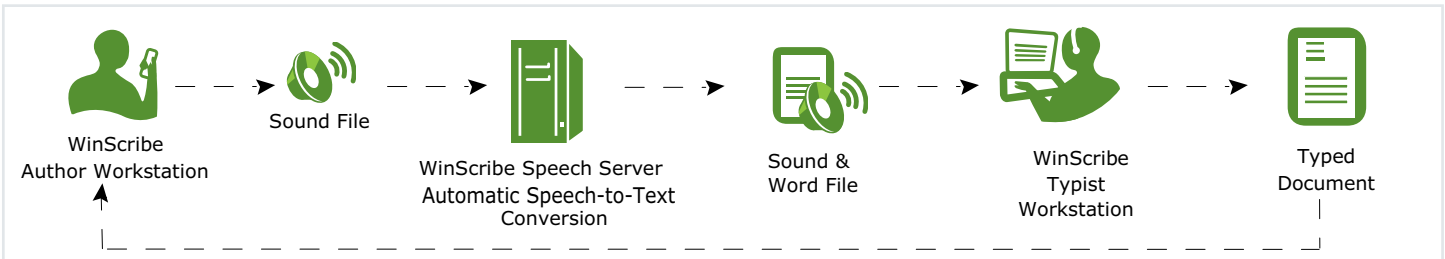 WinScribe
Author Workstation
Sound File
WinScribe Speech Server
Automatic Speech-to-Text
Conversion
Sound &
Word File
WinScribe
Typist
Workstation
Typed
Document